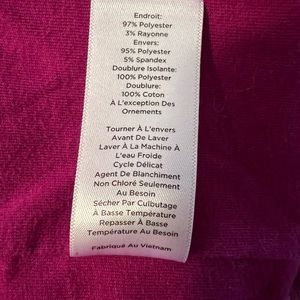 Endroit:
97% Polyester
3% Rayonne
Envers:
95% Polyester
5% Spandex
Doublure Isolante:
100% Polyester
Doublure:
100% Coton
À L'Exception Des
Ornements
Tourner À L'envers
Avant De Laver
Laver À La Machine À
L'eau Froide
Cycle Délicat
Agent De Blanchiment
Non Chloré Seulement
Au Besoin
Sécher Par Culbutage
À Basse Température
Repasser À Basse
Température Au Besoin
Fabriqué Au Vietnam